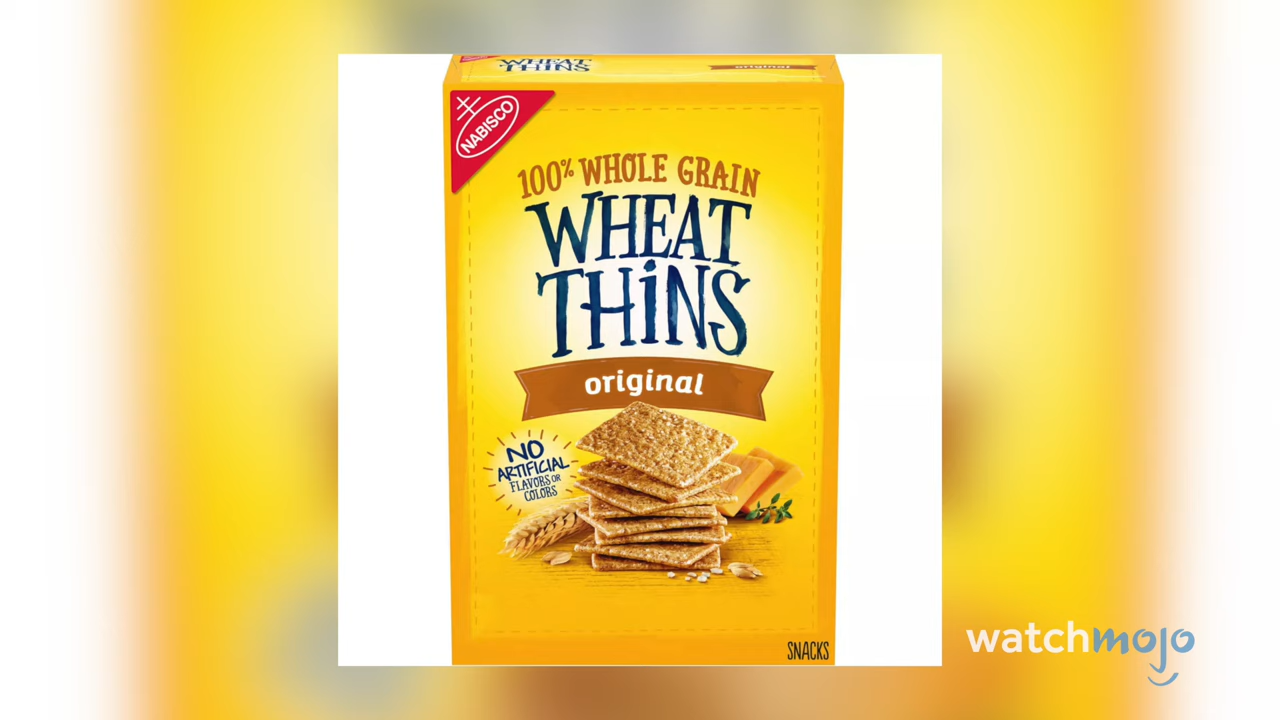 WHEAT
THINS
original
NABISCO
100% WHOLE GRAIN
WHEAT
THiNS
original
NO
ARTIFICIAL
FLAVORS OR
COLORS
SNACKS
watchmojo